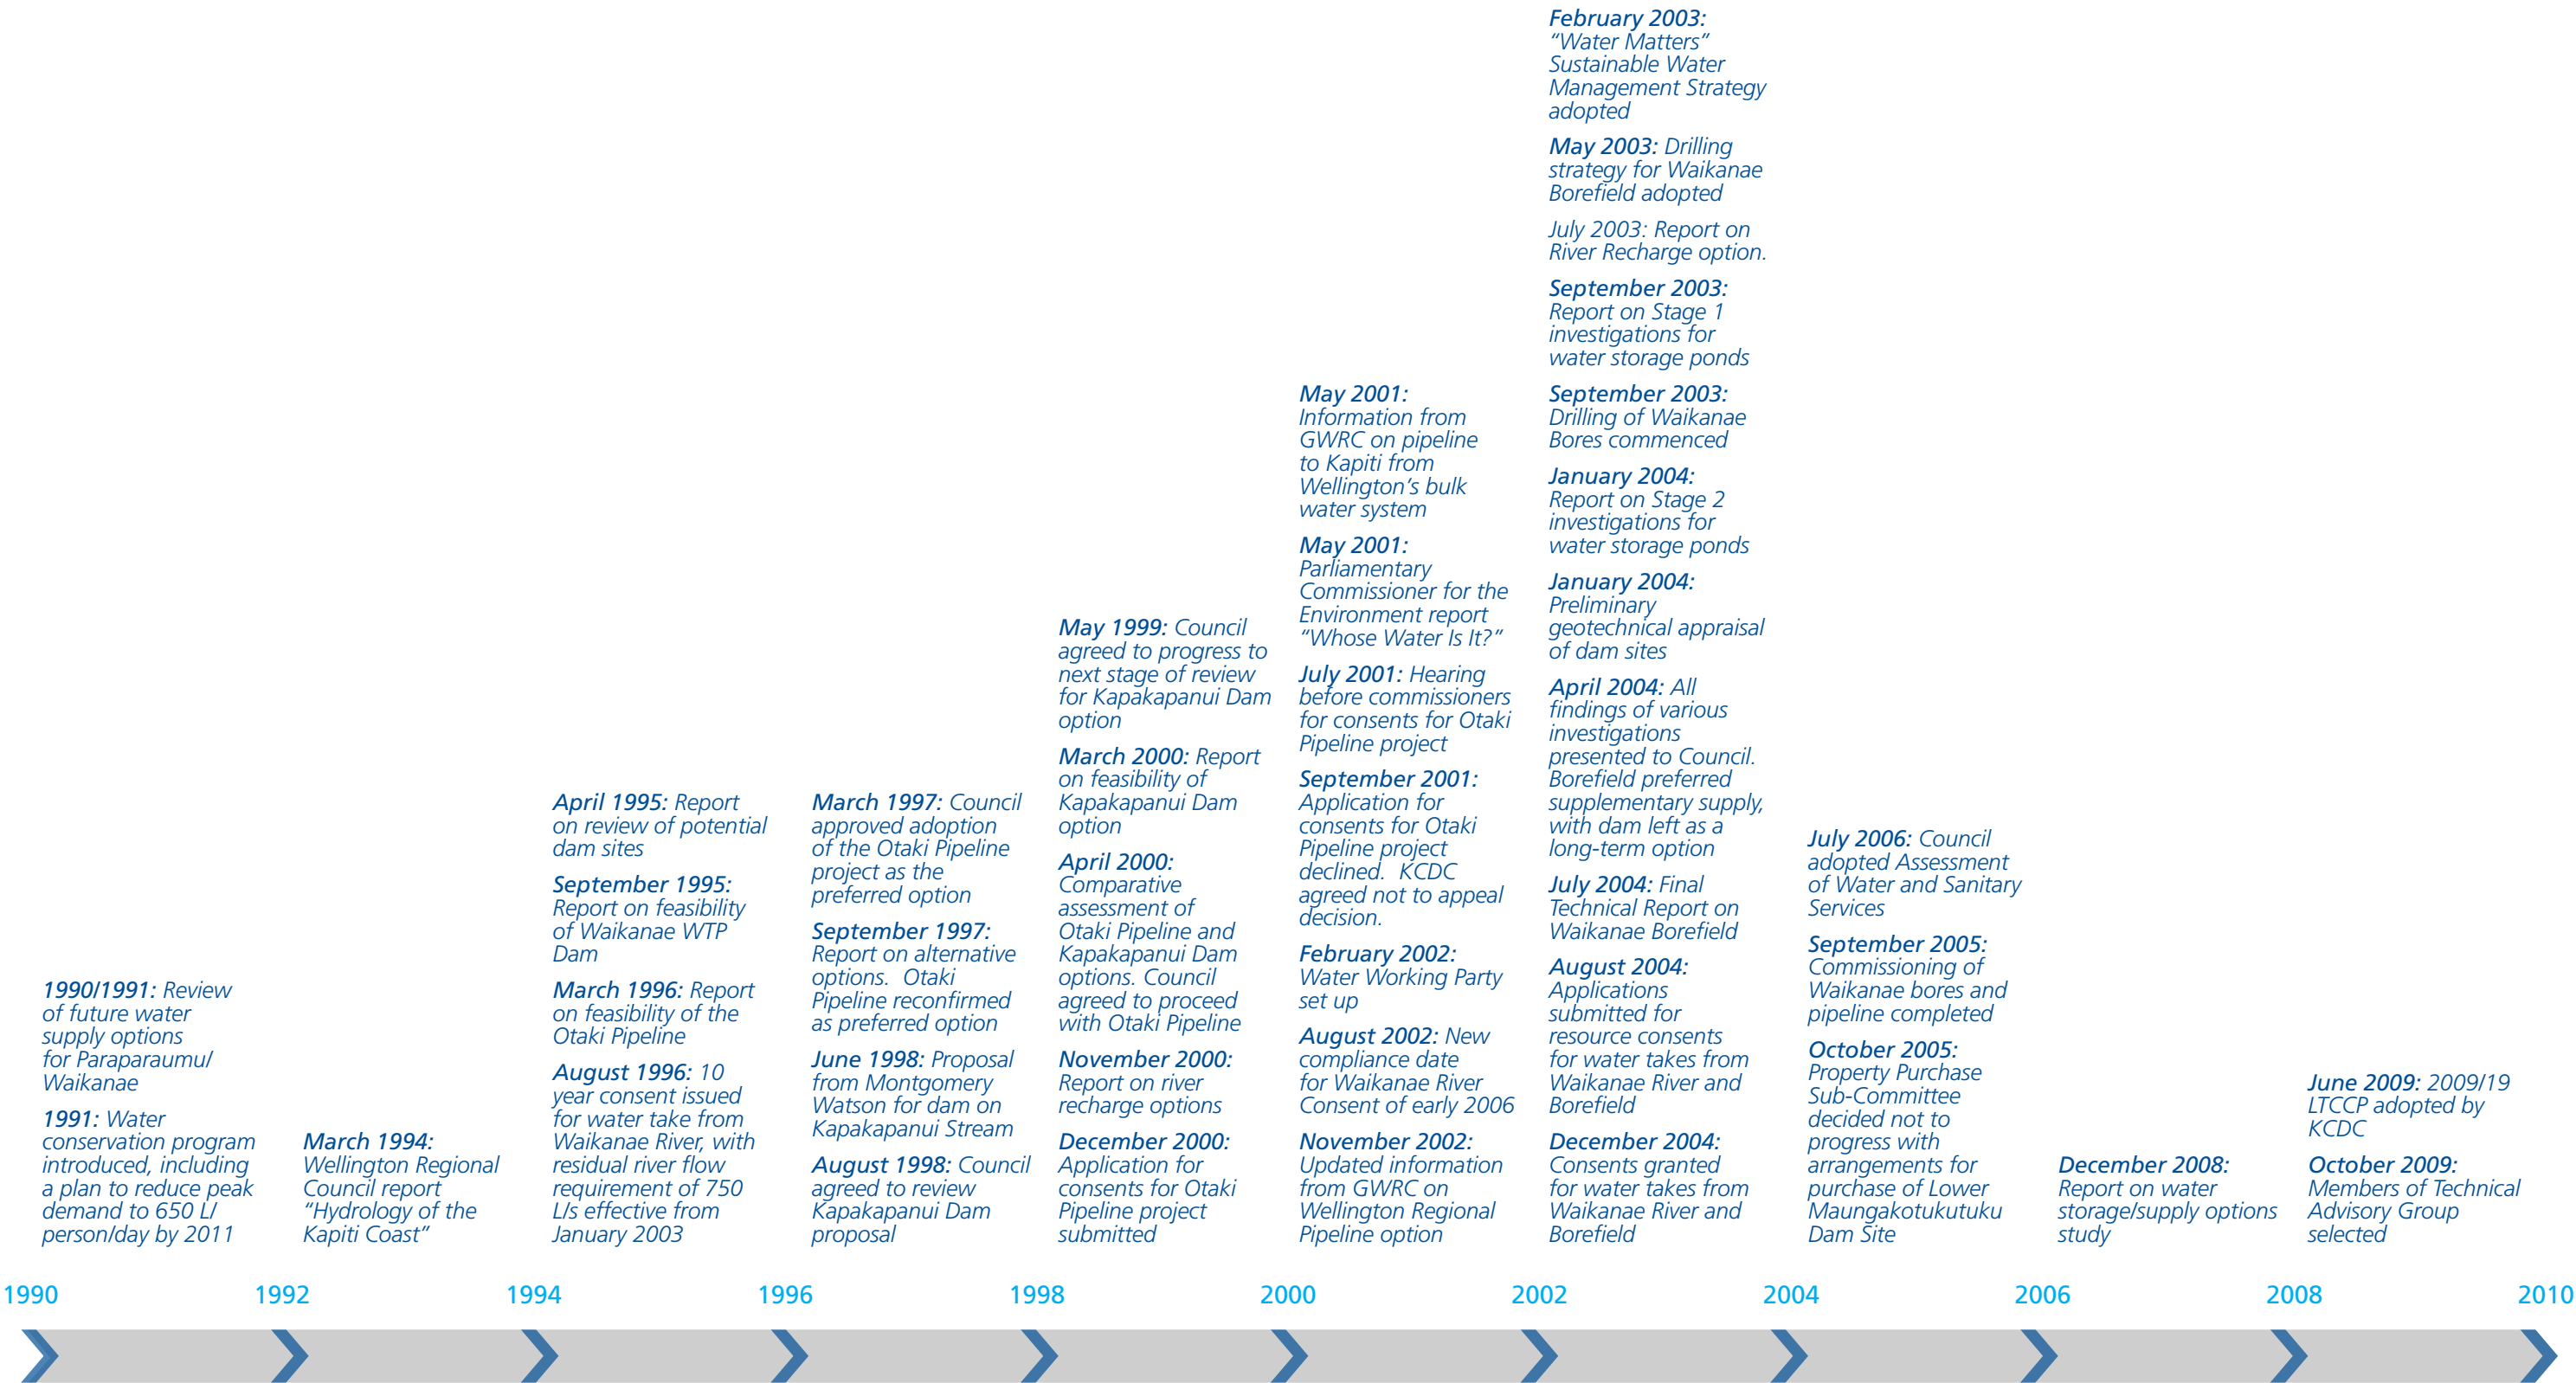 1990/1991: Review
of future water
supply options
for Paraparaumu/
Waikanae
1991: Water
conservation program
introduced, including
a plan to reduce peak
demand to 650 L/
person/day by 2011
March 1994:
Wellington Regional
Council report
“Hydrology of the
Kapiti Coast”
April 1995: Report
on review of potential
dam sites
September 1995:
Report on feasibility
of Waikanae WTP
Dam
March 1996: Report
on feasibility of the
Otaki Pipeline
August 1996: 10
year consent issued
for water take from
Waikanae River, with
residual river flow
requirement of 750
L/s effective from
January 2003
March 1997: Council
approved adoption
of the Otaki Pipeline
project as the
preferred option
September 1997:
Report on alternative
options. Otaki
Pipeline reconfirmed
as preferred option
June 1998: Proposal
from Montgomery
Watson for dam on
Kapakapanui Stream
August 1998: Council
agreed to review
Kapakapanui Dam
proposal
May 1999: Council
agreed to progress to
next stage of review
for Kapakapanui Dam
option
March 2000: Report
on feasibility of
Kapakapanui Dam
option
April 2000:
Comparative
assessment of
Otaki Pipeline and
Kapakapanui Dam
options. Council
agreed to proceed
with Otaki Pipeline
November 2000:
Report on river
recharge options
December 2000:
Application for
consents for Otaki
Pipeline project
submitted
May 2001:
Information from
GWRC on pipeline
to Kapiti from
Wellington’s bulk
water system
May 2001:
Parliamentary
Commissioner for the
Environment report
“Whose Water Is It?”
July 2001: Hearing
before commissioners
for consents for Otaki
Pipeline project
September 2001:
Application for
consents for Otaki
Pipeline project
declined. KCDC
agreed not to appeal
decision.
February 2002:
Water Working Party
set up
August 2002: New
compliance date
for Waikanae River
Consent of early 2006
November 2002:
Updated information
from GWRC on
Wellington Regional
Pipeline option
February 2003:
“Water Matters”
Sustainable Water
Management Strategy
adopted
May 2003: Drilling
strategy for Waikanae
Borefield adopted
July 2003: Report on
River Recharge option.
September 2003:
Report on Stage 1
investigations for
water storage ponds
September 2003:
Drilling of Waikanae
Bores commenced
January 2004:
Report on Stage 2
investigations for
water storage ponds
January 2004:
Preliminary
geotechnical appraisal
of dam sites
April 2004: All
findings of various
investigations
presented to Council.
Borefield preferred
supplementary supply,
with dam left as a
long-term option
July 2004: Final
Technical Report on
Waikanae Borefield
August 2004:
Applications
submitted for
resource consents
for water takes from
Waikanae River and
Borefield
December 2004:
Consents granted
for water takes from
Waikanae River and
Borefield
July 2006: Council
adopted Assessment
of Water and Sanitary
Services
September 2005:
Commissioning of
Waikanae bores and
pipeline completed
October 2005:
Property Purchase
Sub-Committee
decided not to
progress with
arrangements for
purchase of Lower
Maungakotukutuku
Dam Site
December 2008:
Report on water
storage/supply options
study
June 2009: 2009/19
LTCCP adopted by
KCDC
October 2009:
Members of Technical
Advisory Group
selected
1990 1992 1994 1996 1998 2000 2002 2004 2006 2008 2010